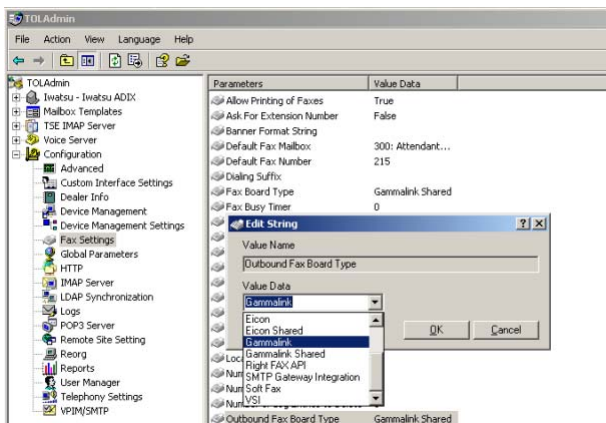 TOLAdmin
File Action View Language Help
TOLAdmin
Iwatsu - Iwatsu ADIX
Mailbox Templates
TSE IMAP Server
Voice Server
Configuration
Advanced
Custom Interface Settings
Dealer Info
Device Management
Device Management Settings
Fax Settings
Global Parameters
HTTP
IMAP Server
LDAP Synchronization
Logs
POP3 Server
Remote Site Setting
Reorg
Reports
User Manager
Telephony Settings
VPIM/SMTP
Parameters Value Data
Allow Printing of Faxes True
Ask For Extension Number False
Banner Format String
Default Fax Mailbox 300: Attendant...
Default Fax Number 215
Dialing Suffix
Fax Board Type Gammalink Shared
Fax Busy Timer 0
Edit String
Value Name
Outbound Fax Board Type
Value Data
Gammalink
Eicon
Eicon Shared
Gammalink
Gammalink Shared
Right FAX API
SMTP Gateway Integration
Soft Fax
VSI
OK Cancel
Loca
Num
Num
Outbound Fax Board Type Gammalink Shared